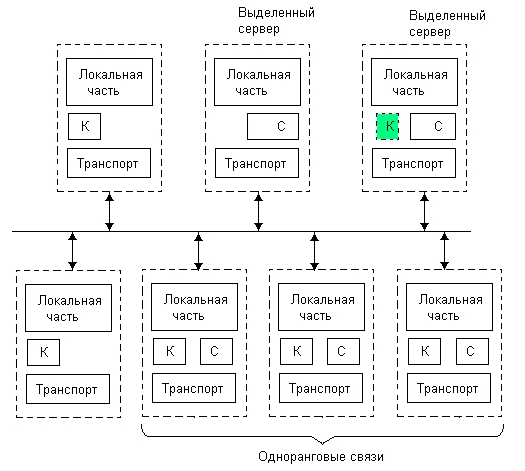 Выделенный
сервер
Выделенный
сервер
Локальная
часть
К
Транспорт
Локальная
часть
С
Транспорт
Локальная
часть
К
С
Транспорт
Локальная
часть
К
Транспорт
Локальная
часть
К
С
Транспорт
Локальная
часть
К
С
Транспорт
Локальная
часть
К
С
Транспорт
Одноранговые связи